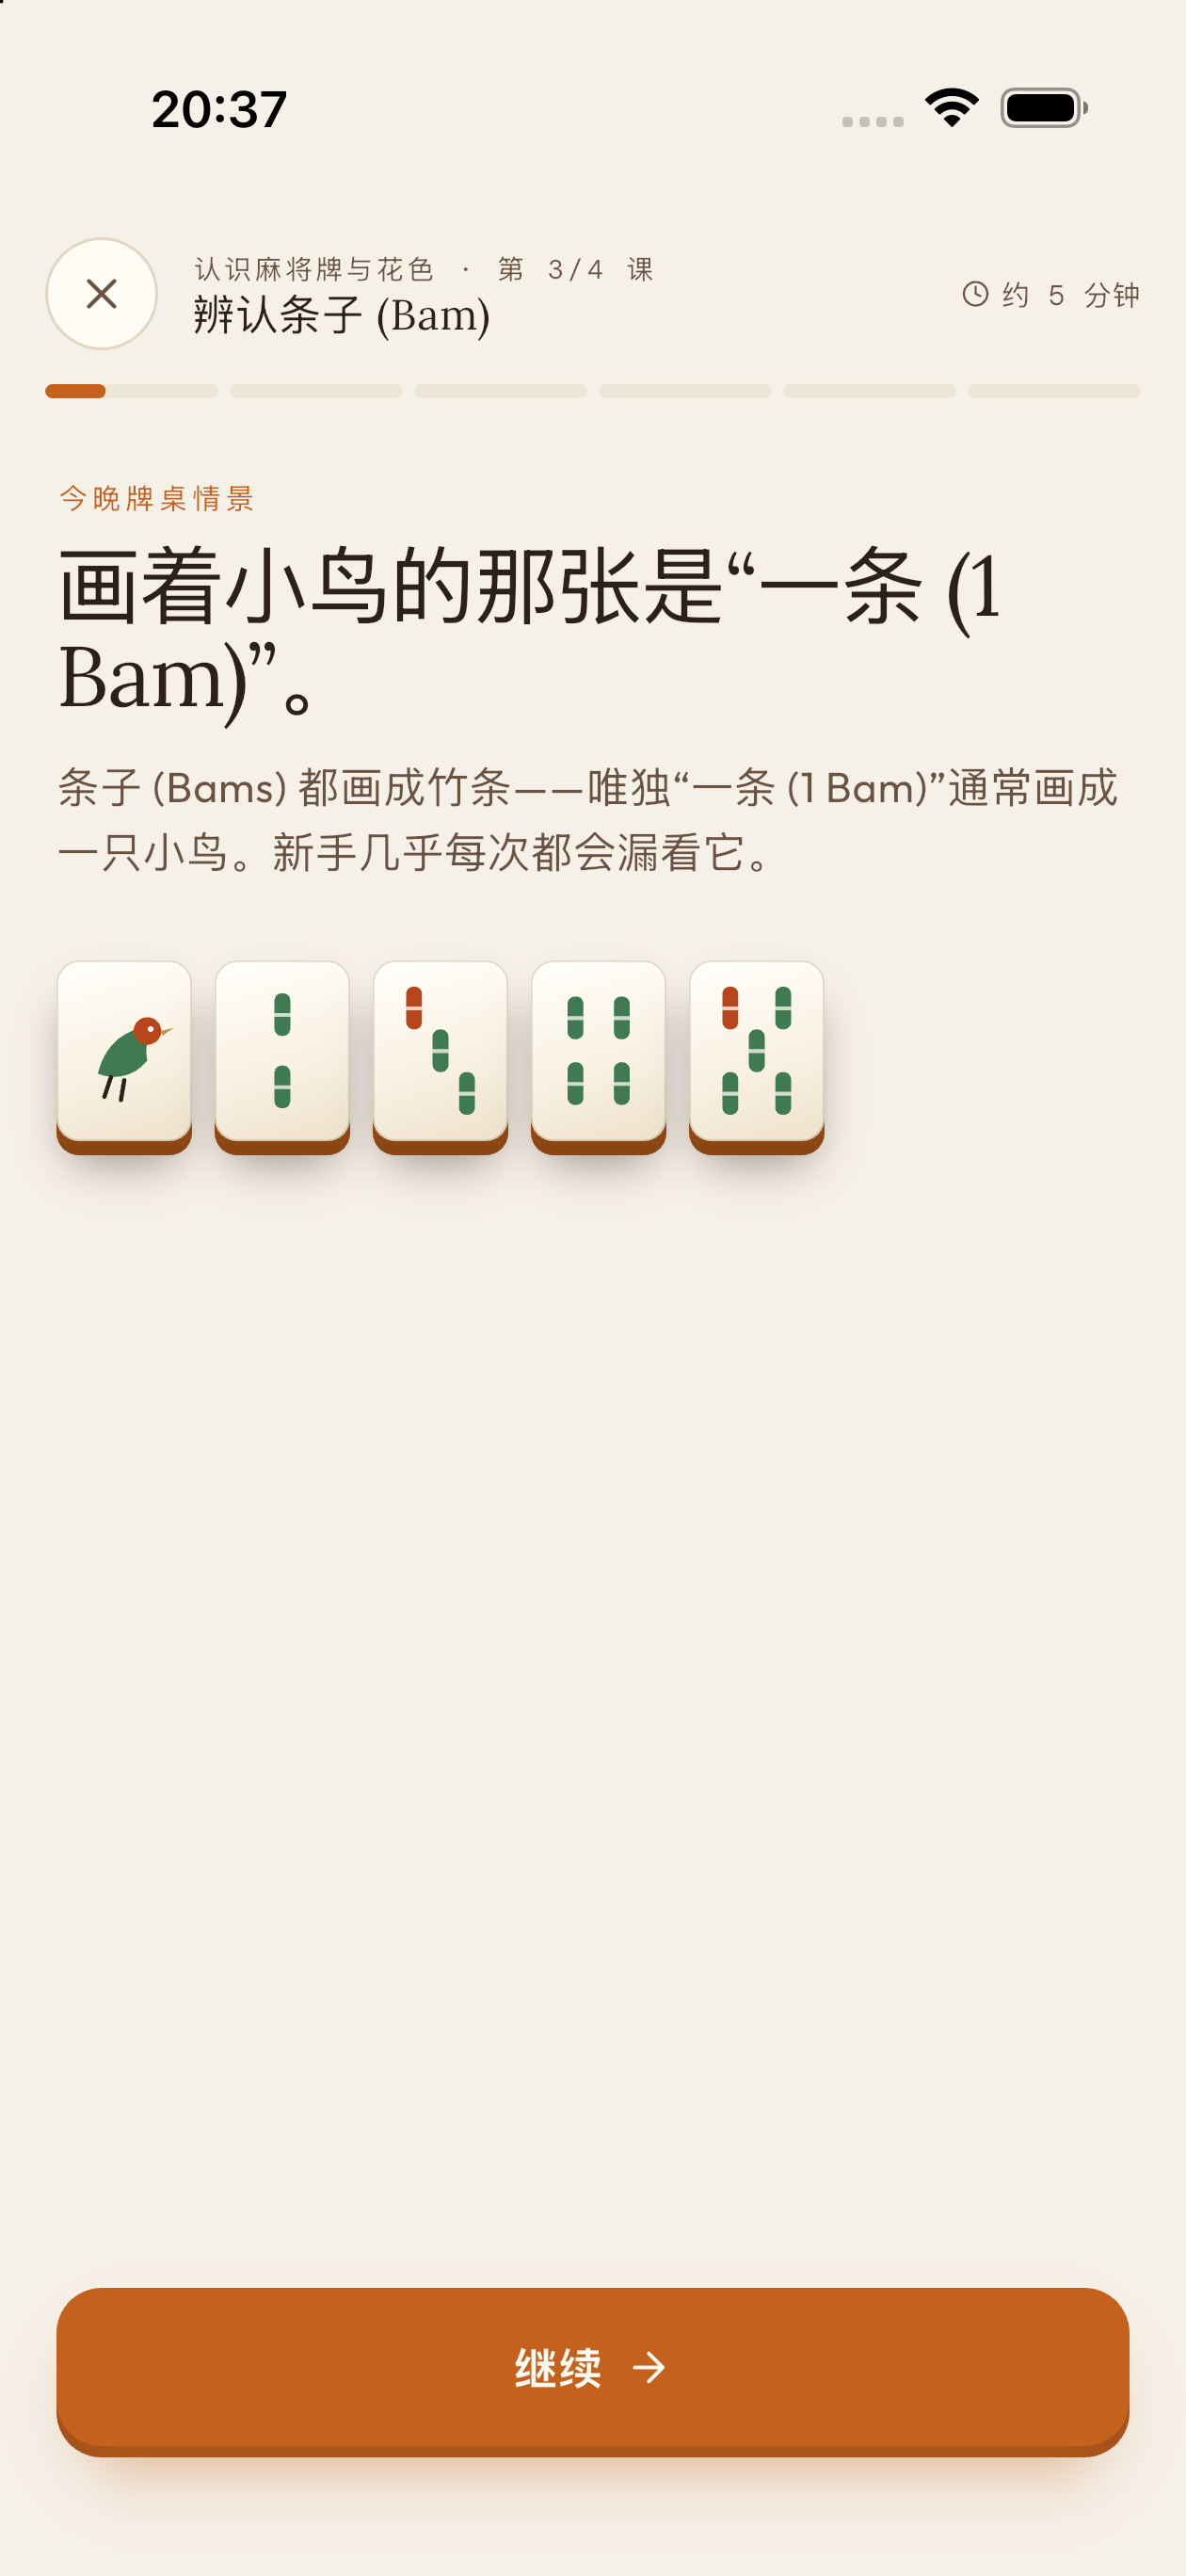 20:37
认识麻将牌与花色 · 第 3/4 课
辨认条子 (Bam)
约 5 分钟
今晚牌桌情景
画着小鸟的那张是“一条 (1
Bam)”。
条子 (Bams) 都画成竹条——唯独“一条 (1 Bam)”通常画成
一只小鸟。新手几乎每次都会漏看它。
继续 →